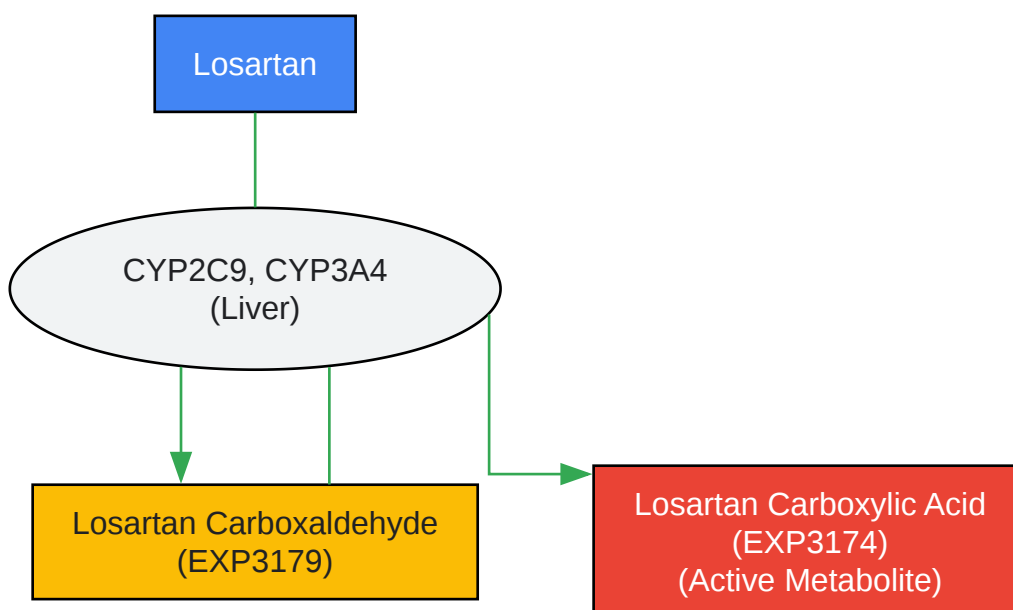 Losartan
CYP2C9, CYP3A4
(Liver)
Losartan Carboxaldehyde
(EXP3179)
Losartan Carboxylic Acid
(EXP3174)
(Active Metabolite)